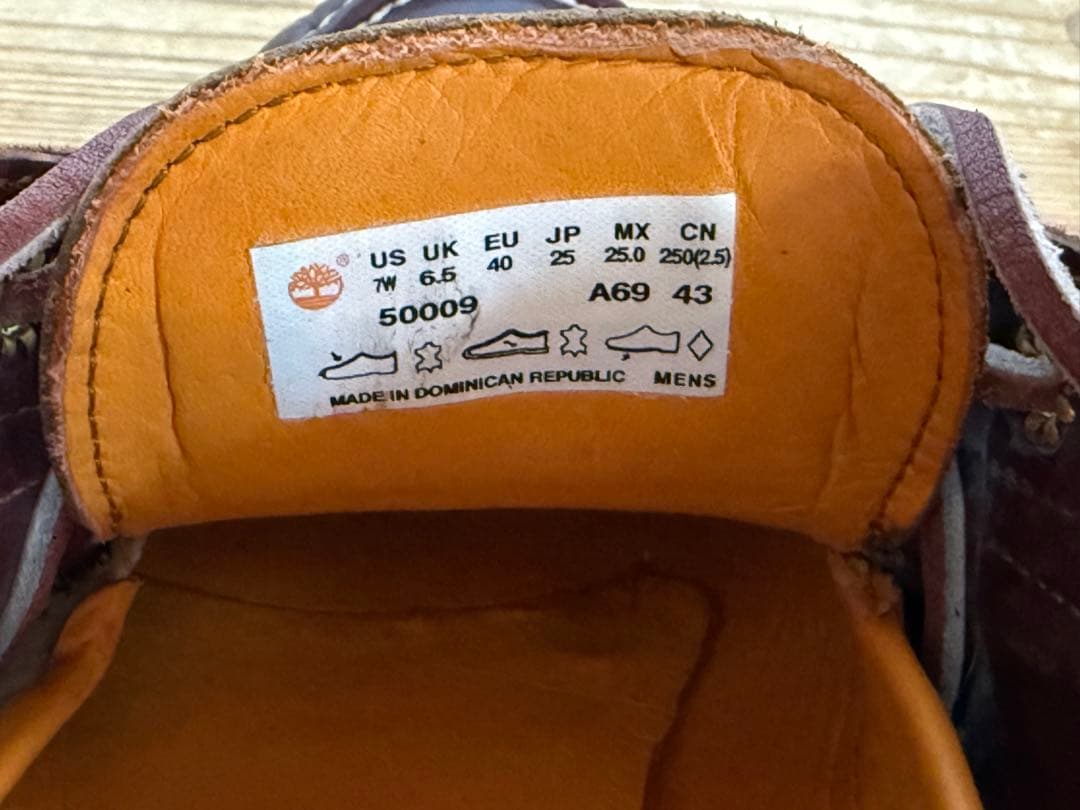 ® US UK EU JP MX CN
7W 6.5 40 25 25.0 250(2.5)
50009 A69 43
MADE IN DOMINICAN REPUBLIC MENS